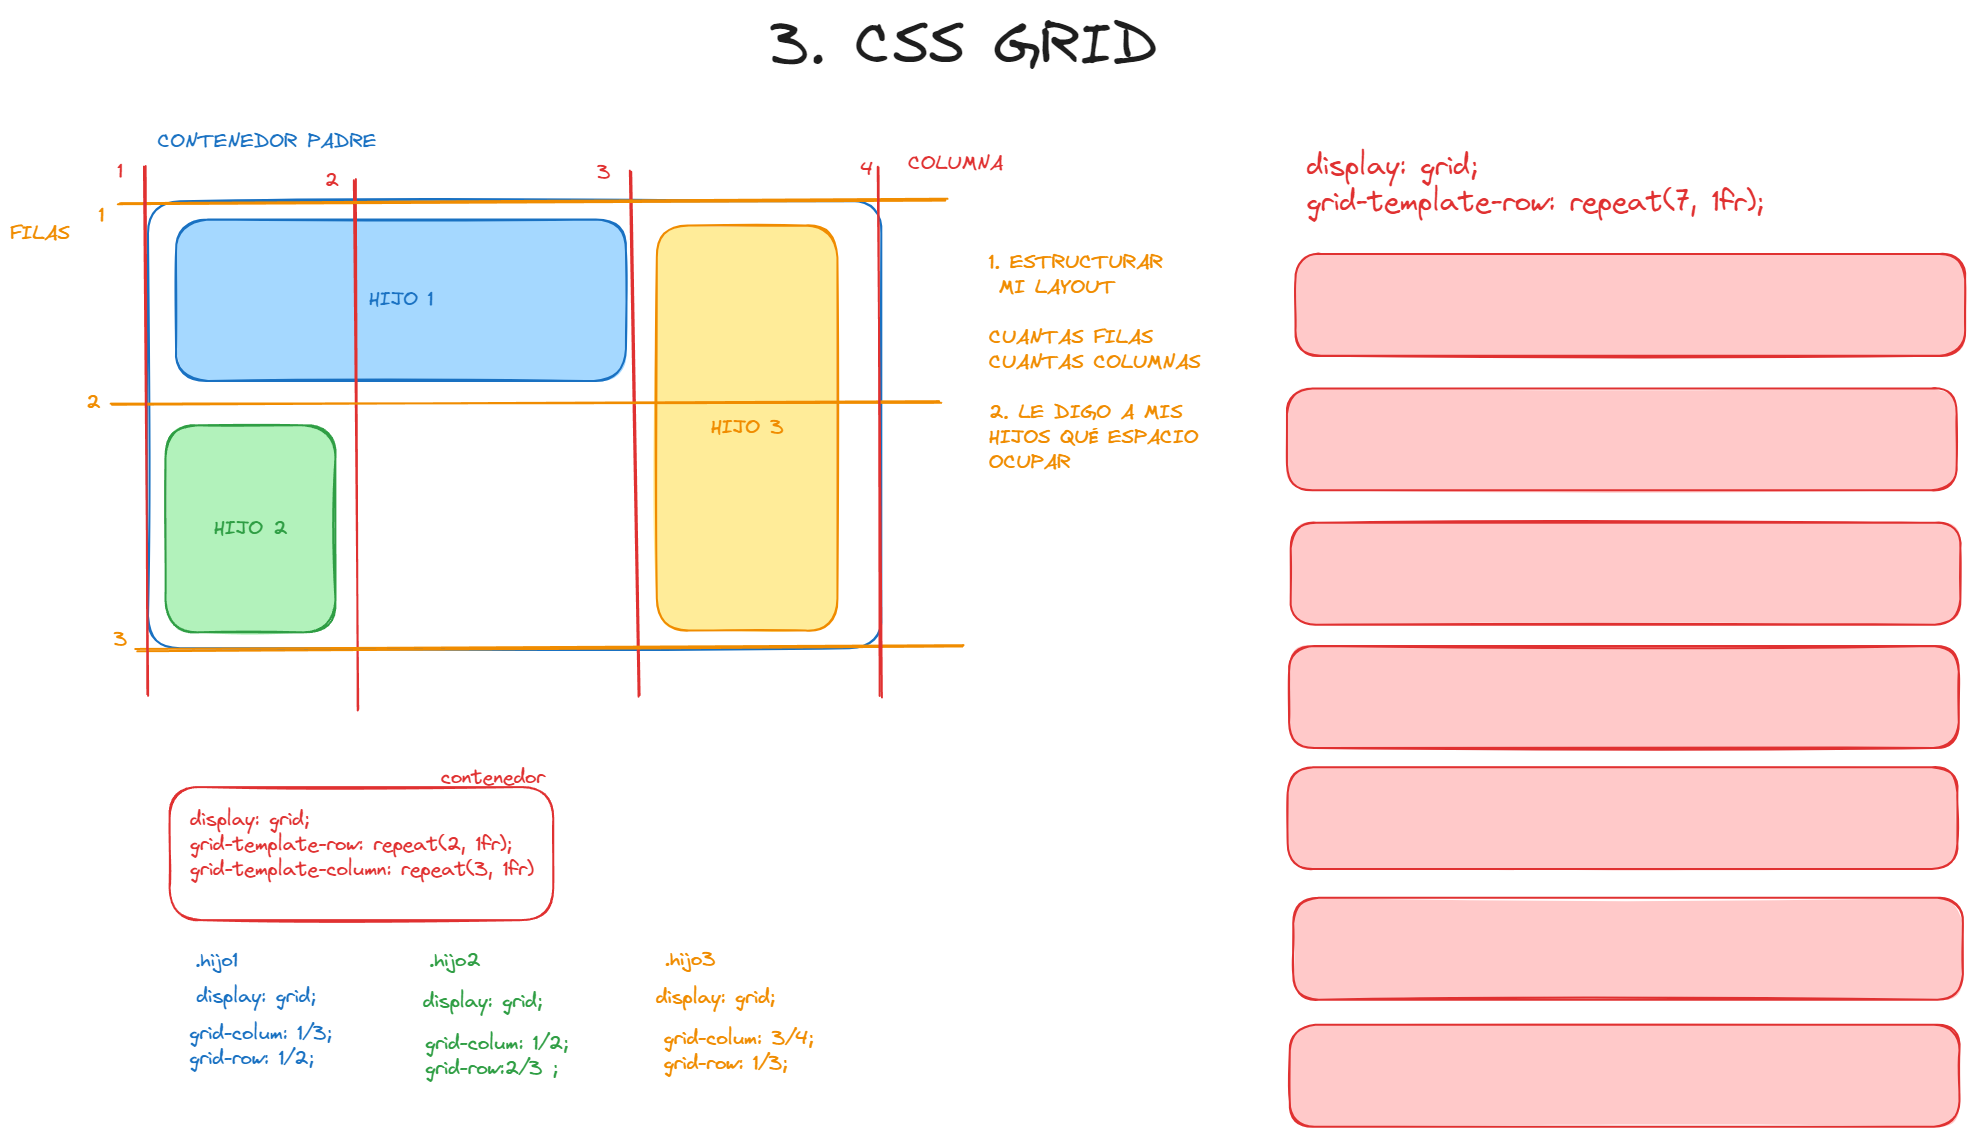 3. CSS GRID
CONTENEDOR PADRE
1
2
3
4
COLUMNA
FILAS
1
2
3
HIJO 1
HIJO 2
HIJO 3
1. ESTRUCTURAR
MI LAYOUT
CUANTAS FILAS
CUANTAS COLUMNAS
2. LE DIGO A MIS
HIJOS QUÉ ESPACIO
OCUPAR
display: grid;
grid-template-row: repeat(7, 1fr);
contenedor
display: grid;
grid-template-row: repeat(2, 1fr);
grid-template-column: repeat(3, 1fr)
.hijo1
display: grid;
grid-colum: 1/3;
grid-row: 1/2;
.hijo2
display: grid;
grid-colum: 1/2;
grid-row:2/3 ;
.hijo3
display: grid;
grid-colum: 3/4;
grid-row: 1/3;